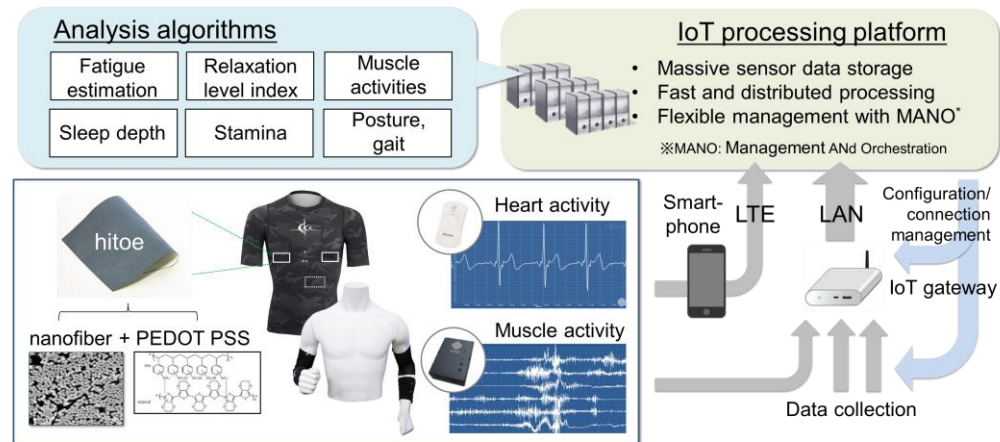 Analysis algorithms
Fatigue
estimation
Relaxation
level index
Muscle
activities
Sleep depth
Stamina
Posture,
gait
IoT processing platform
• Massive sensor data storage
• Fast and distributed processing
• Flexible management with MANO*
※MANO: Management ANd Orchestration
hitoe
nanofiber + PEDOT PSS
Heart activity
Muscle activity
Smart-
phone
LTE
LAN
Configuration/
connection
management
IoT gateway
Data collection